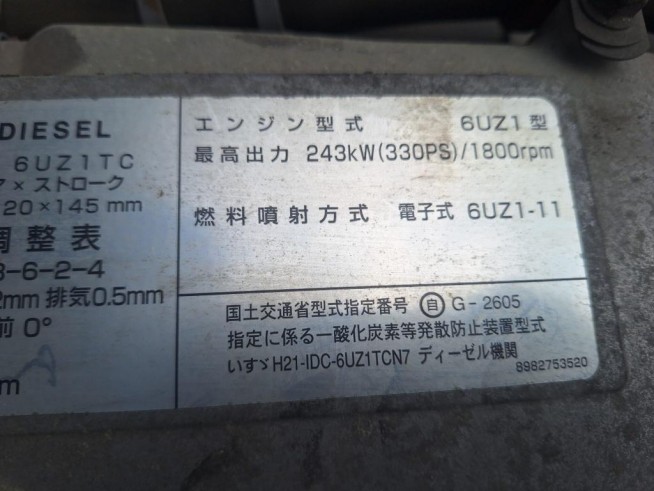 DIESEL
6UZ1TC
× ストローク
20×145 mm
調整表
3-6-2-4
2mm 排気0.5mm
前 0°
m
エンジン型式 6UZ1型
最高出力 243kW(330PS)/1800rpm
燃料噴射方式 電子式 6UZ1-11
国土交通省型式指定番号 自 G-2605
指定に係る一酸化炭素等発散防止装置型式
いすゞH21-IDC-6UZ1TCN7 ディーゼル機関
8982753520